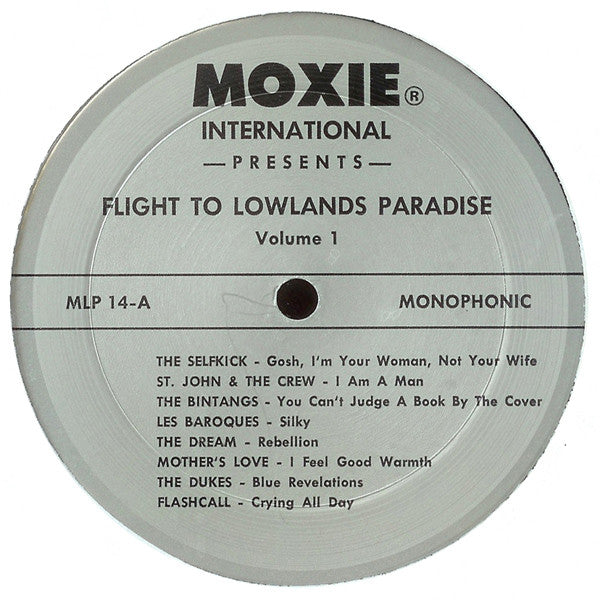 MOXIE®
INTERNATIONAL
—PRESENTS—
FLIGHT TO LOWLANDS PARADISE
Volume 1
MLP 14-A MONOPHONIC
THE SELFKICK - Gosh, I'm Your Woman, Not Your Wife
ST. JOHN & THE CREW - I Am A Man
THE BINTANGS - You Can't Judge A Book By The Cover
LES BAROQUES - Silky
THE DREAM - Rebellion
MOTHER'S LOVE - I Feel Good Warmth
THE DUKES - Blue Revelations
FLASHCALL - Crying All Day